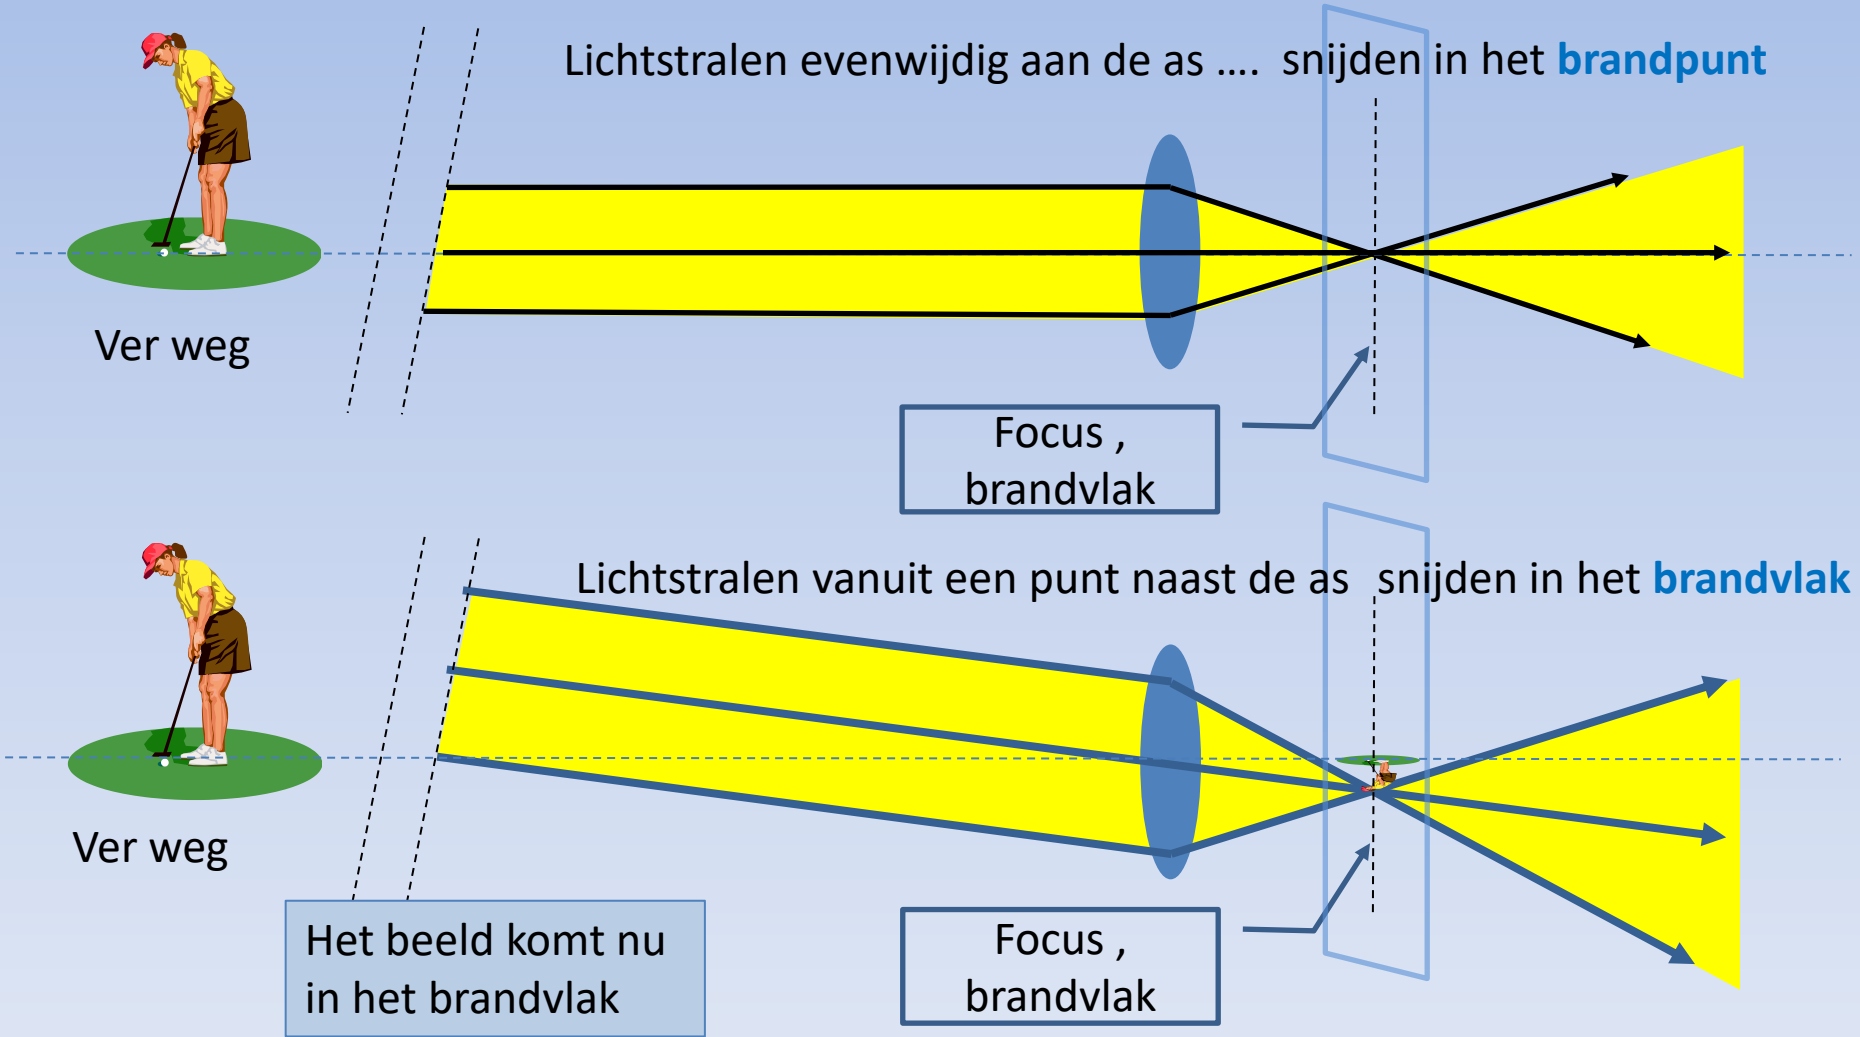 Lichtstralen evenwijdig aan de as .... snijden in het brandpunt
Ver weg
Focus ,
brandvlak
Lichtstralen vanuit een punt naast de as snijden in het brandvlak
Ver weg
Het beeld komt nu
in het brandvlak
Focus ,
brandvlak